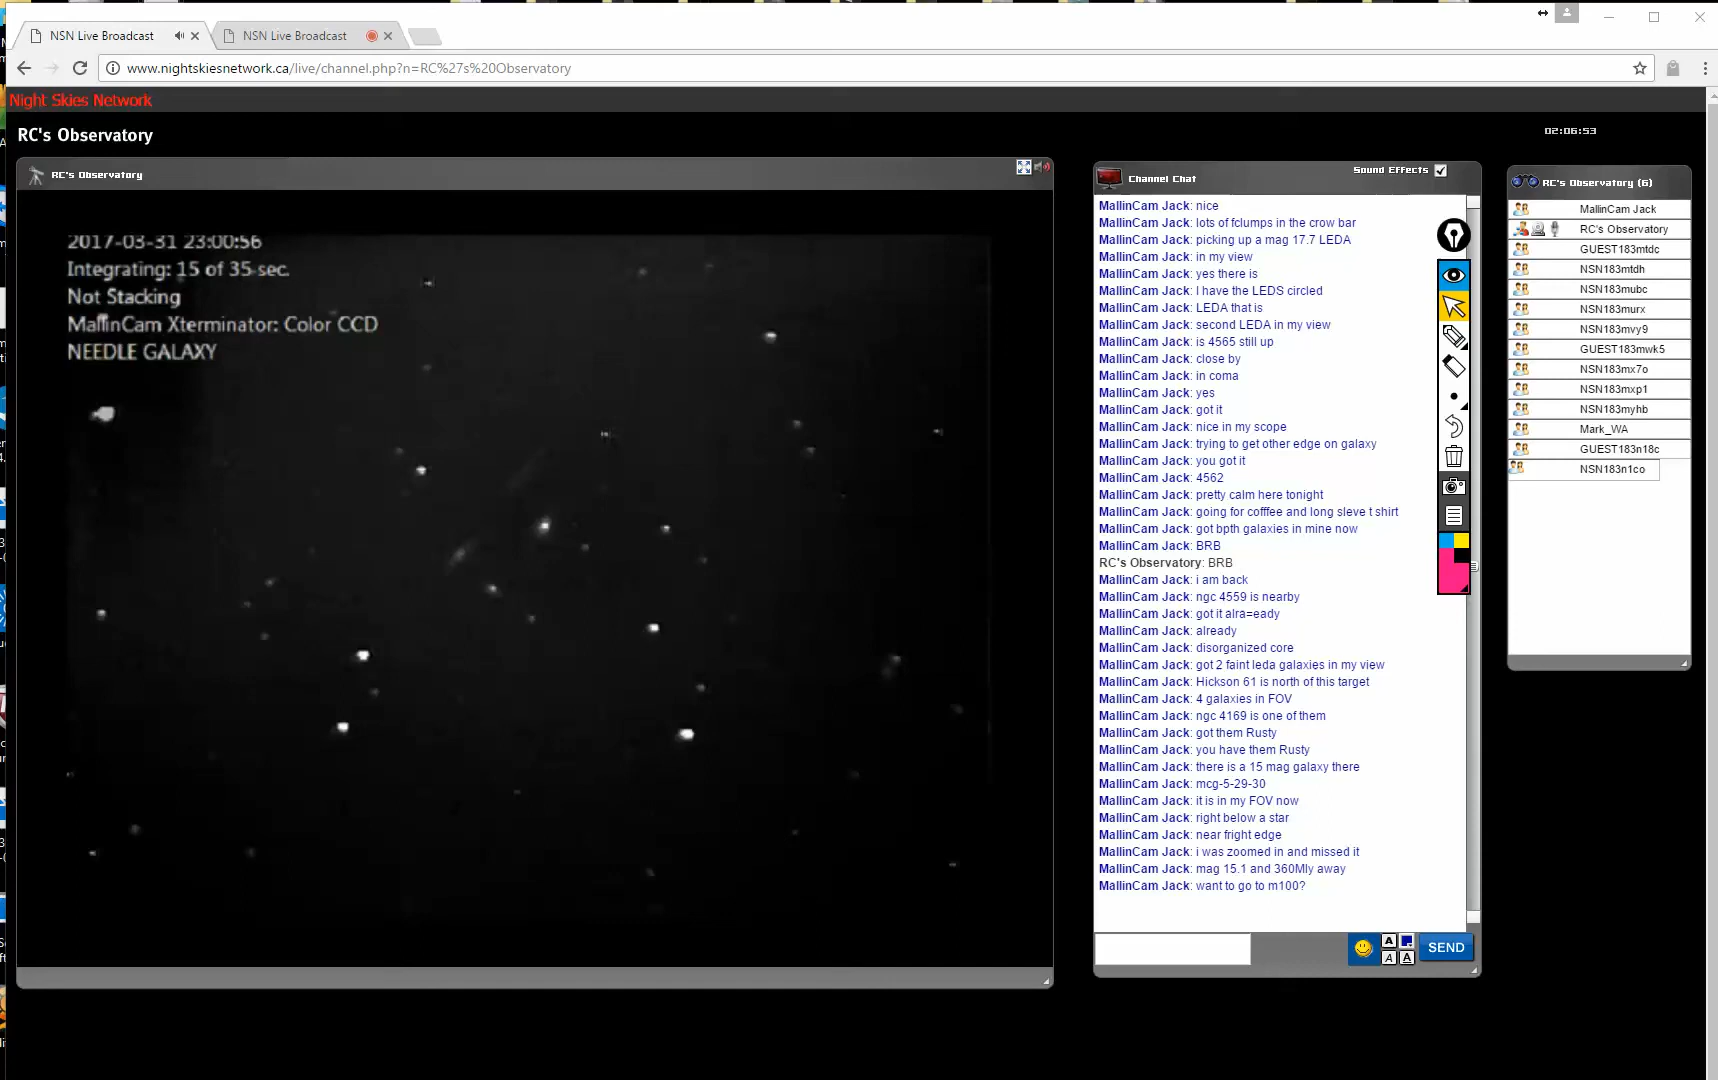 NSN Live Broadcast
NSN Live Broadcast
www.nightskiesnetwork.ca/live/channel.php?n=RC%27s%20Observatory
Night Skies Network
RC's Observatory
02:06:53
RC's Observatory
2017-03-31 23:00:56
Integrating: 15 of 35-sec.
Not Stacking
MallinCam Xterminator: Color CCD
NEEDLE GALAXY
Channel Chat
Sound Effects
MallinCam Jack: nice
MallinCam Jack: lots of fclumps in the crow bar
MallinCam Jack: picking up a mag 17.7 LEDA
MallinCam Jack: in my view
MallinCam Jack: yes there is
MallinCam Jack: I have the LEDS circled
MallinCam Jack: LEDA that is
MallinCam Jack: second LEDA in my view
MallinCam Jack: is 4565 still up
MallinCam Jack: close by
MallinCam Jack: in coma
MallinCam Jack: yes
MallinCam Jack: got it
MallinCam Jack: nice in my scope
MallinCam Jack: trying to get other edge on galaxy
MallinCam Jack: you got it
MallinCam Jack: 4562
MallinCam Jack: pretty calm here tonight
MallinCam Jack: going for cofffee and long sleve t shirt
MallinCam Jack: got bpth galaxies in mine now
MallinCam Jack: BRB
RC's Observatory: BRB
MallinCam Jack: i am back
MallinCam Jack: ngc 4559 is nearby
MallinCam Jack: got it alra=eady
MallinCam Jack: already
MallinCam Jack: disorganized core
MallinCam Jack: got 2 faint leda galaxies in my view
MallinCam Jack: Hickson 61 is north of this target
MallinCam Jack: 4 galaxies in FOV
MallinCam Jack: ngc 4169 is one of them
MallinCam Jack: got them Rusty
MallinCam Jack: you have them Rusty
MallinCam Jack: there is a 15 mag galaxy there
MallinCam Jack: mcg-5-29-30
MallinCam Jack: it is in my FOV now
MallinCam Jack: right below a star
MallinCam Jack: near fright edge
MallinCam Jack: i was zoomed in and missed it
MallinCam Jack: mag 15.1 and 360Mly away
MallinCam Jack: want to go to m100?
A
A
A
SEND
RC's Observatory (6)
MallinCam Jack
RC's Observatory
GUEST183mtdc
NSN183mtdh
NSN183mubc
NSN183murx
NSN183mvy9
GUEST183mwk5
NSN183mx7o
NSN183mxp1
NSN183myhb
Mark_WA
GUEST183n18c
NSN183n1co